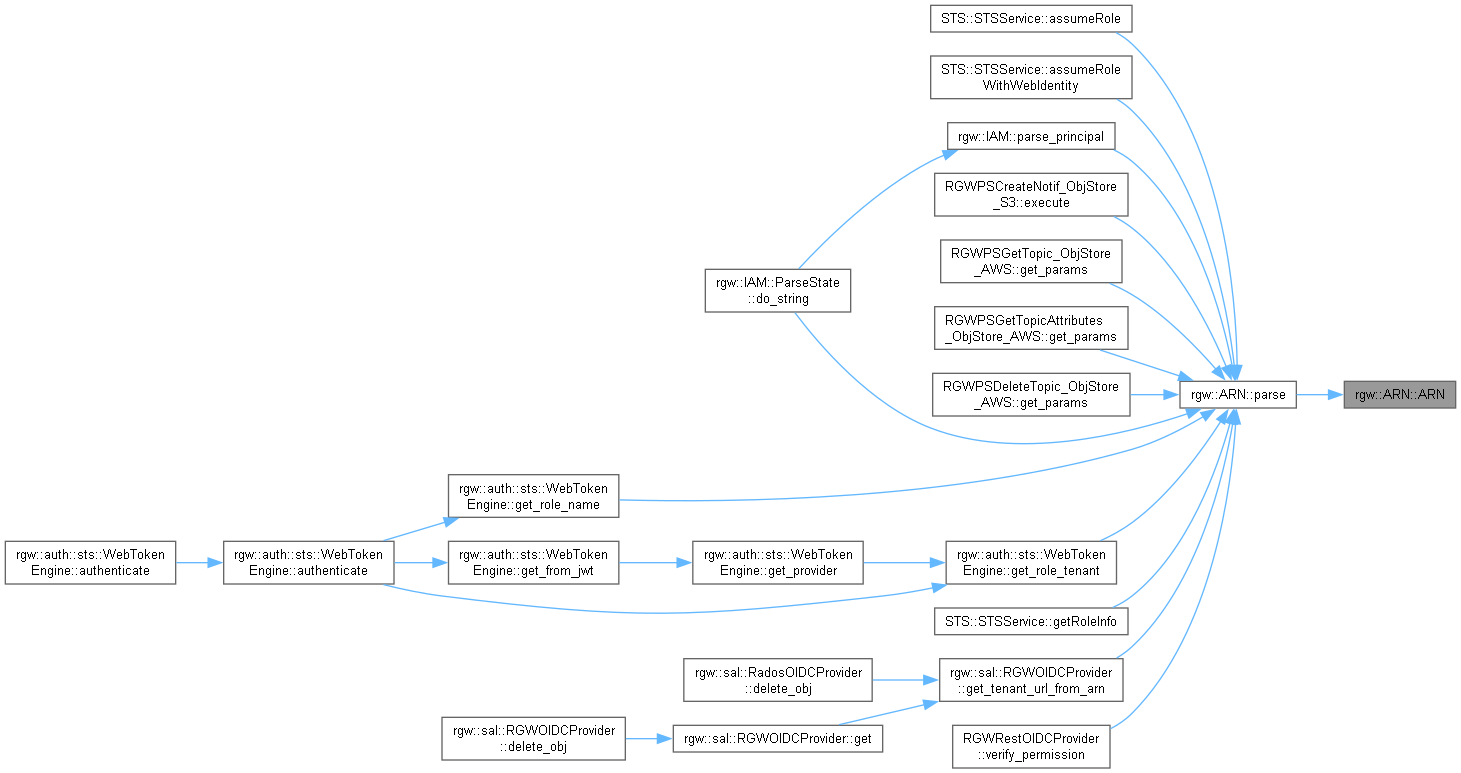 STS::STSService::assumeRole
STS::STSService::assumeRole
WithWebIdentity
rgw::IAM::parse_principal
RGWPSCreateNotif_ObjStore
_S3::execute
RGWPSGetTopic_ObjStore
_AWS::get_params
rgw::IAM::ParseState
::do_string
RGWPSGetTopicAttributes
_ObjStore_AWS::get_params
RGWPSDeleteTopic_ObjStore
_AWS::get_params
rgw::ARN::parse
rgw::ARN::ARN
rgw::auth::sts::WebToken
Engine::get_role_name
rgw::auth::sts::WebToken
Engine::authenticate
rgw::auth::sts::WebToken
Engine::authenticate
rgw::auth::sts::WebToken
Engine::get_from_jwt
rgw::auth::sts::WebToken
Engine::get_provider
rgw::auth::sts::WebToken
Engine::get_role_tenant
STS::STSService::getRoleInfo
rgw::sal::RadosOIDCProvider
::delete_obj
rgw::sal::RGWOIDCProvider
::get_tenant_url_from_arn
rgw::sal::RGWOIDCProvider
::delete_obj
rgw::sal::RGWOIDCProvider::get
RGWRestOIDCProvider
::verify_permission